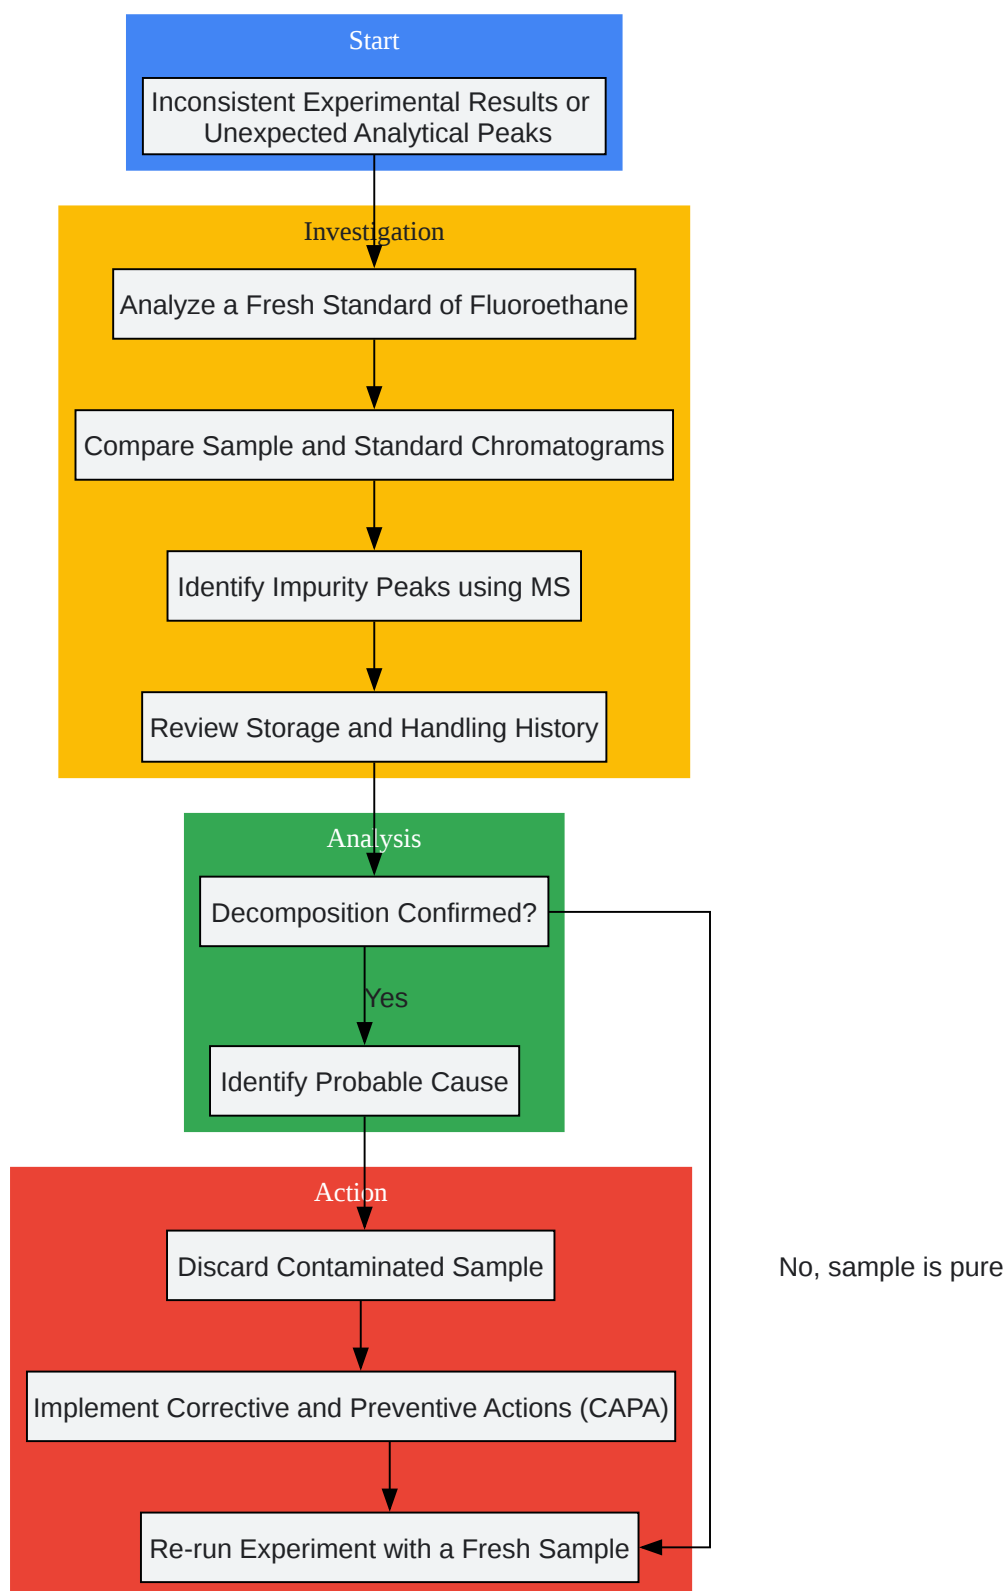 Start
Inconsistent Experimental Results or
Unexpected Analytical Peaks
Investigation
Analyze a Fresh Standard of Fluoroethane
Compare Sample and Standard Chromatograms
Identify Impurity Peaks using MS
Review Storage and Handling History
Analysis
Decomposition Confirmed?
Yes
Identify Probable Cause
Action
Discard Contaminated Sample
No, sample is pure
Implement Corrective and Preventive Actions (CAPA)
Re-run Experiment with a Fresh Sample